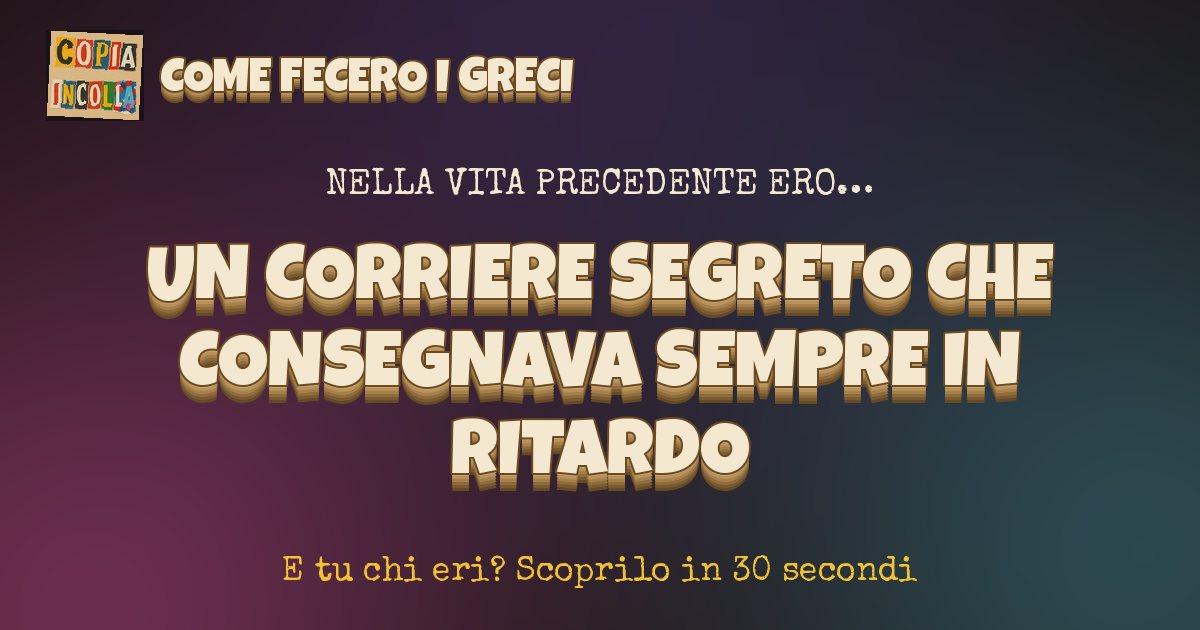 COPIA
INCOLLA
COME FECERO I GRECI
NELLA VITA PRECEDENTE ERO...
UN CORRIERE SEGRETO CHE
CONSEGNAVA SEMPRE IN
RITARDO
E tu chi eri? Scoprilo in 30 secondi